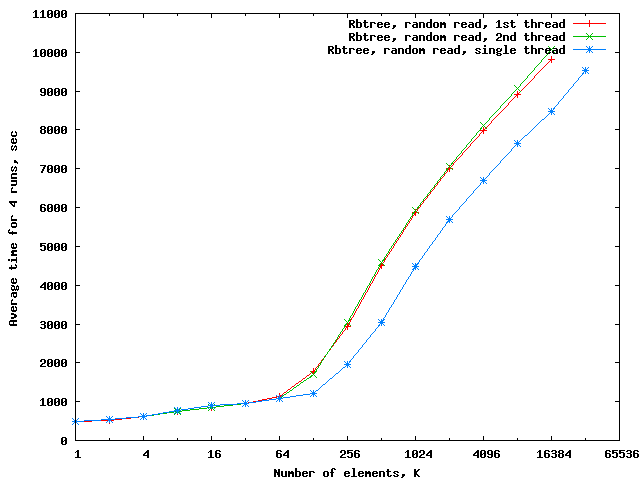 Rbtree, random read, 1st thread
Rbtree, random read, 2nd thread
Rbtree, random read, single thread
11000
10000
9000
8000
7000
6000
5000
4000
3000
2000
1000
0
Average time for 4 runs, sec
1 4 16 64 256 1024 4096 16384 65536
Number of elements, K